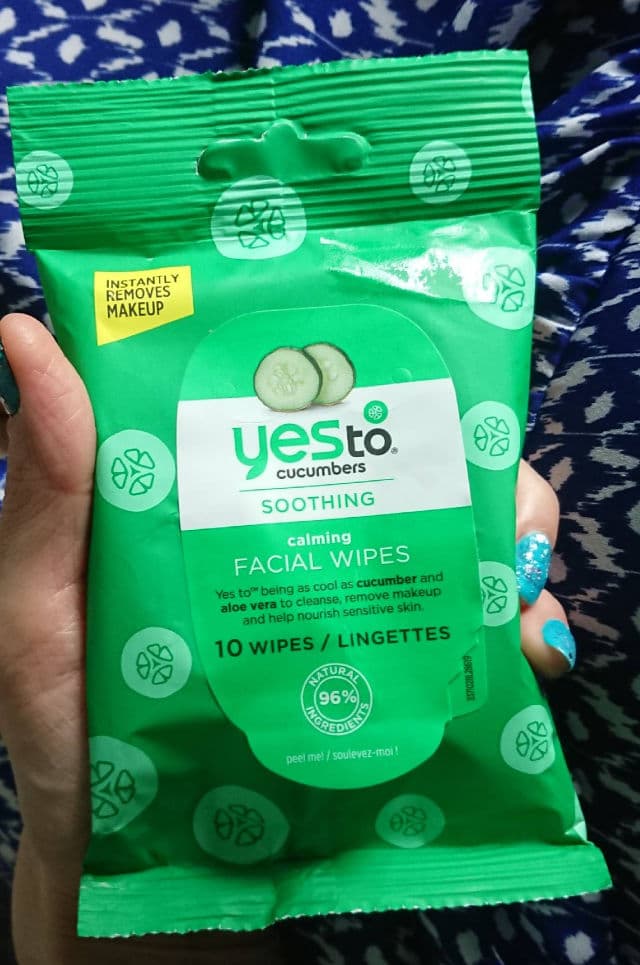 INSTANTLY
REMOVES
MAKEUP
yesto®
cucumbers
SOOTHING
calming
FACIAL WIPES
Yes to℠ being as cool as cucumber and
aloe vera to cleanse, remove makeup
and help nourish sensitive skin.
10 WIPES / LINGETTES
NATURAL
96%
INGREDIENTS
peel me! / soulevez-moi !